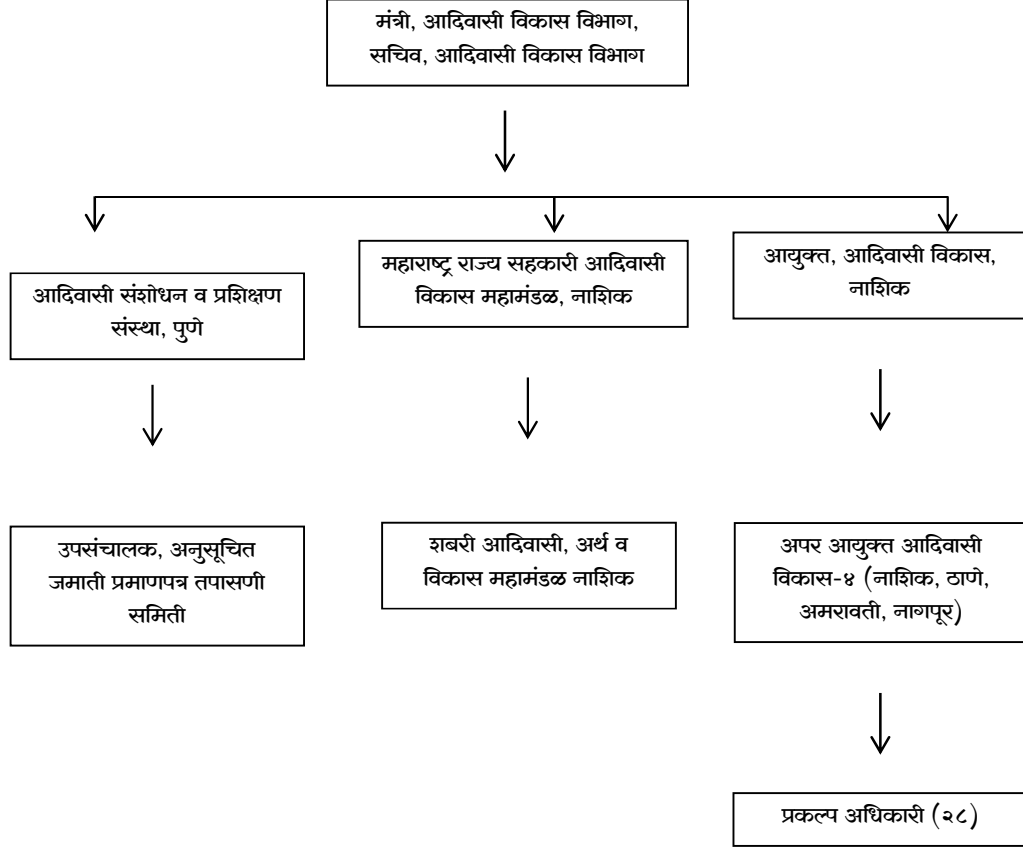 मंत्री, आदिवासी विकास विभाग,
सचिव, आदिवासी विकास विभाग
आदिवासी संशोधन व प्रशिक्षण
संस्था, पुणे
महाराष्ट्र राज्य सहकारी आदिवासी
विकास महामंडळ, नाशिक
आयुक्त, आदिवासी विकास,
नाशिक
उपसंचालक, अनुसूचित
जमाती प्रमाणपत्र तपासणी
समिती
शबरी आदिवासी, अर्थ व
विकास महामंडळ नाशिक
अपर आयुक्त आदिवासी
विकास-४ (नाशिक, ठाणे,
अमरावती, नागपूर)
प्रकल्प अधिकारी (२८)